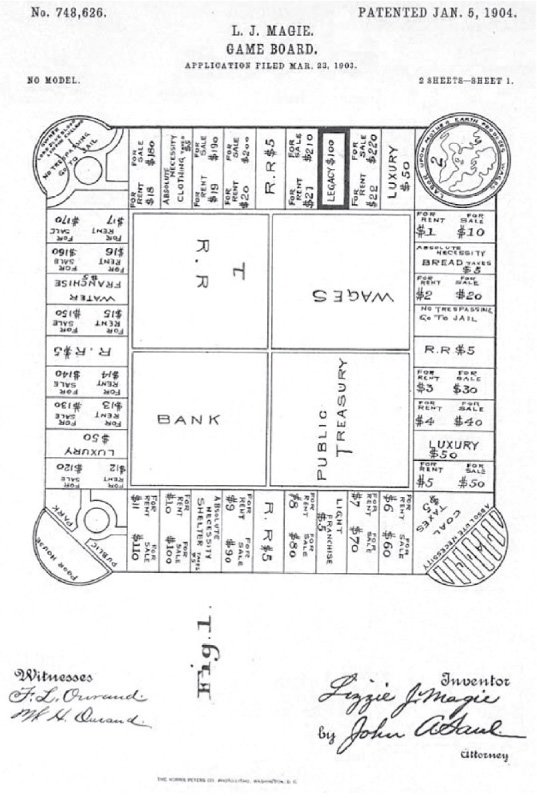 No. 748,626.
PATENTED JAN. 5, 1904.
L. J. MAGIE.
GAME BOARD.
APPLICATION FILED MAR. 23, 1903.
NO MODEL.
2 SHEETS—SHEET 1.
NO TRESPASSING
GO TO JAIL
FOR RENT $18
FOR SALE $180
ABSOLUTE NECESSITY
CLOTHING $5
FOR RENT $19
FOR SALE $190
FOR RENT $20
FOR SALE $200
R.R $5
FOR RENT $21
FOR SALE $210
LEGACY $100
FOR RENT $22
FOR SALE $220
LUXURY $50
LABOR UPON MOTHER EARTH PRODUCES WAGES
FOR RENT $1
FOR SALE $10
ABSOLUTE NECESSITY
BREAD TAXES $5
FOR RENT $2
FOR SALE $20
NO TRESPASSING
GO TO JAIL
R.R $5
FOR RENT $3
FOR SALE $30
FOR RENT $4
FOR SALE $40
LUXURY
$50
FOR RENT $5
FOR SALE $50
ABSOLUTE NECESSITY
COAL TAXES $5
FOR RENT $6
FOR SALE $60
FOR RENT $7
FOR SALE $70
LIGHT FRANCHISE $5
FOR RENT $8
FOR SALE $80
R.R $5
FOR RENT $9
FOR SALE $90
ABSOLUTE NECESSITY
SHELTER TAXES $5
FOR RENT $10
FOR SALE $100
FOR RENT $11
FOR SALE $110
PUBLIC PARK
POOR HOUSE
FOR RENT $12
FOR SALE $120
LUXURY
$50
FOR RENT $13
FOR SALE $130
FOR RENT $14
FOR SALE $140
R.R $5
FOR RENT $15
FOR SALE $150
WATER FRANCHISE $5
FOR RENT $16
FOR SALE $160
FOR RENT $17
FOR SALE $170
R.R
T
WAGES
BANK
PUBLIC
TREASURY
Fig. 1.
Witnesses
F. L. Ourand.
W H Ourand.
Inventor
Lizzie J. Magie
by John A Saul.
Attorney
THE NORRIS PETERS CO. PHOTO-LITHO., WASHINGTON, D. C.